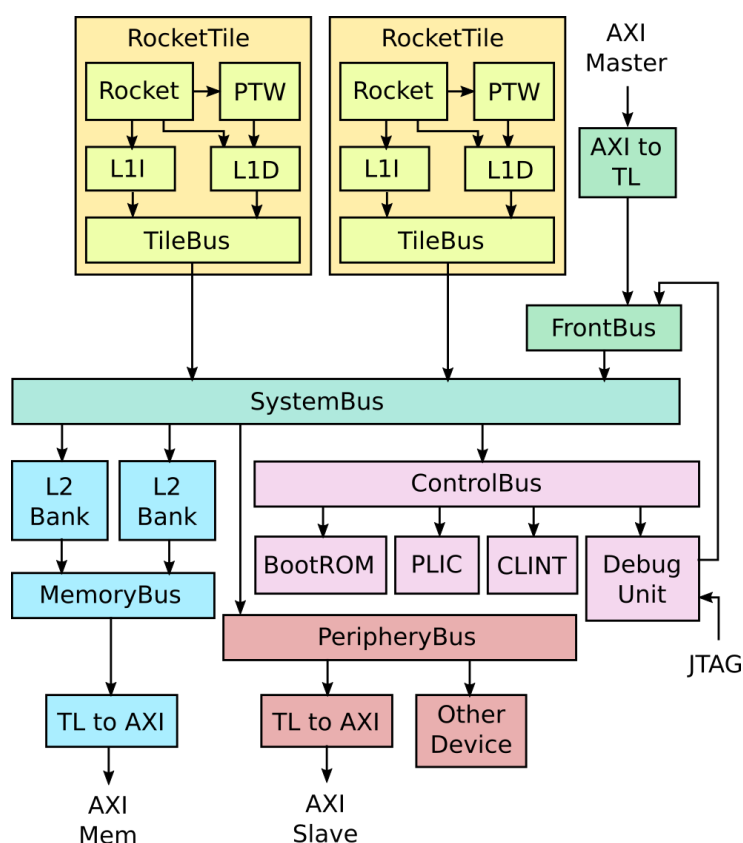 RocketTile
RocketTile
AXI
Master
Rocket
PTW
Rocket
PTW
AXI to
TL
L1I
L1D
L1I
L1D
TileBus
TileBus
FrontBus
SystemBus
L2
Bank
L2
Bank
ControlBus
BootROM
PLIC
CLINT
Debug
Unit
MemoryBus
PeripheryBus
JTAG
TL to AXI
TL to AXI
Other
Device
AXI
Mem
AXI
Slave